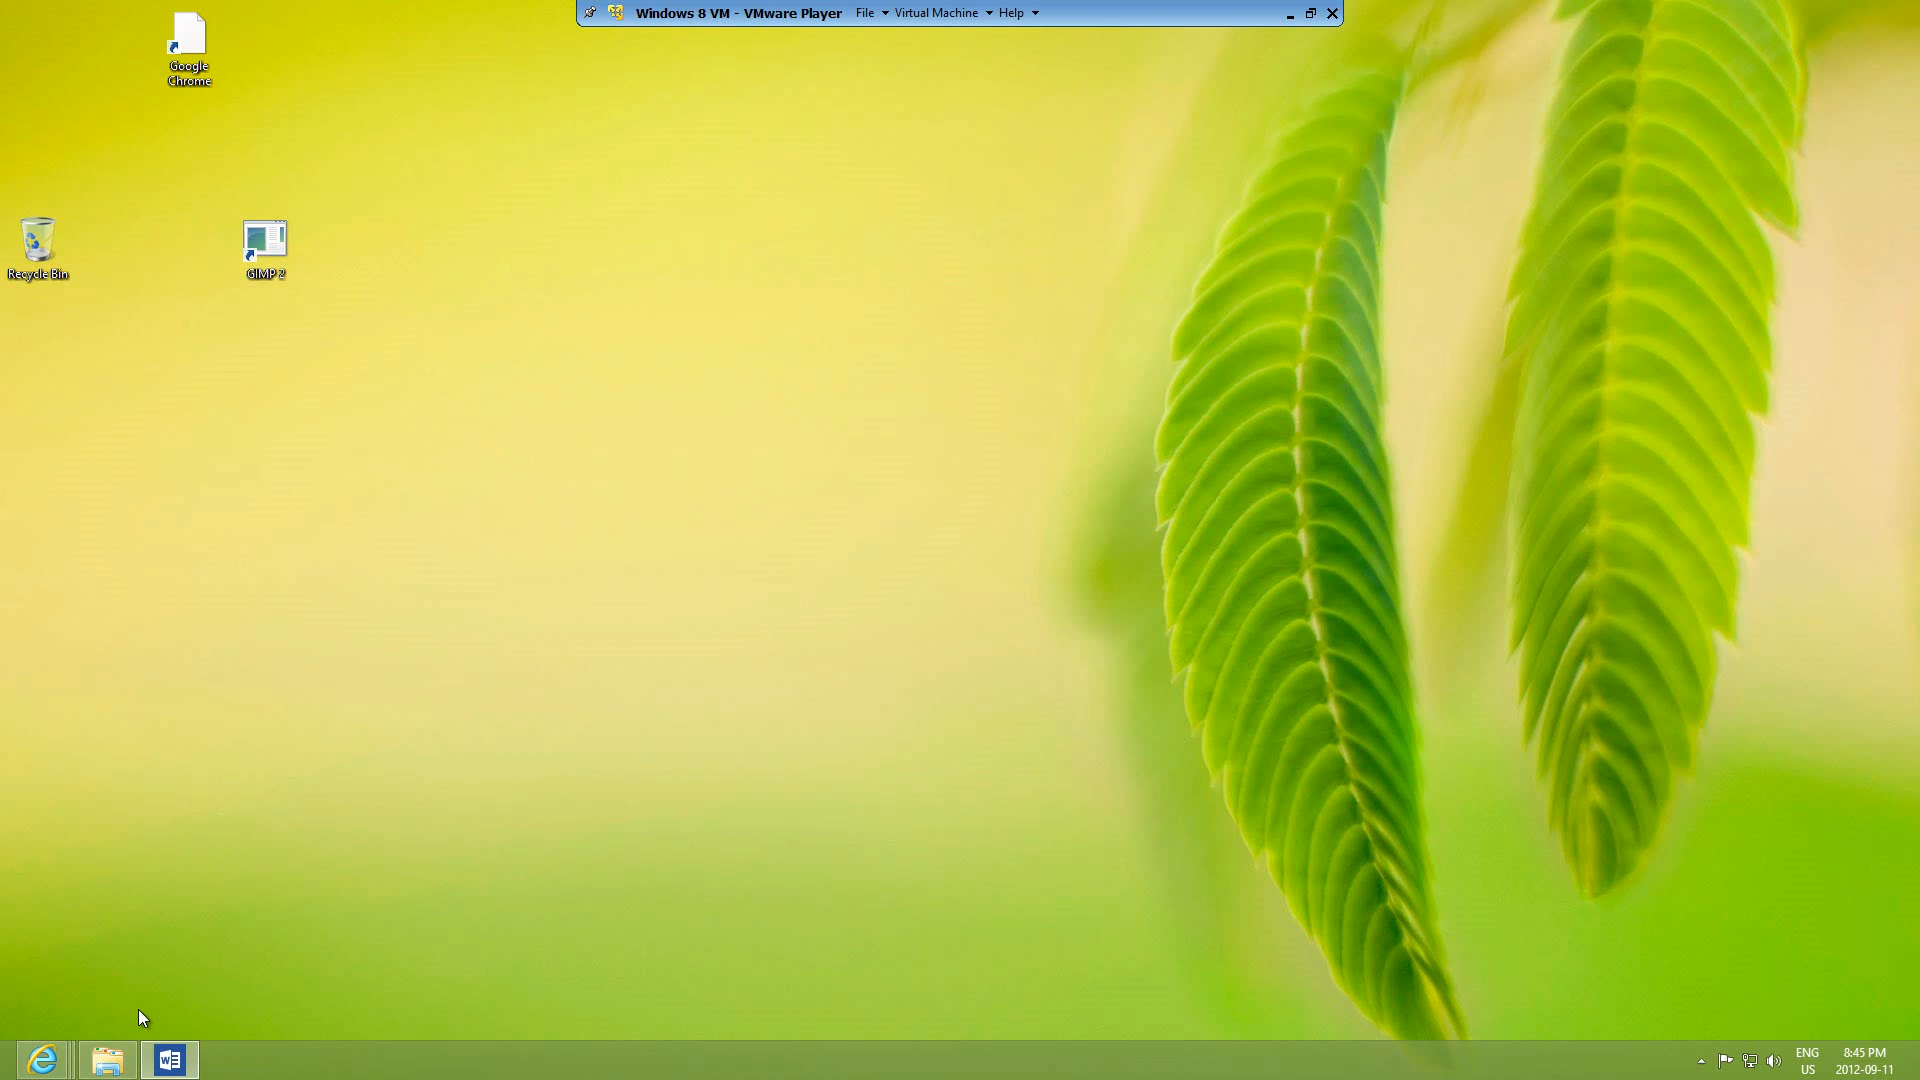 Windows 8 VM - VMware Player File Virtual Machine Help
Google
Chrome
Recycle Bin
GIMP 2
W
ENG
US
8:45 PM
2012-09-11